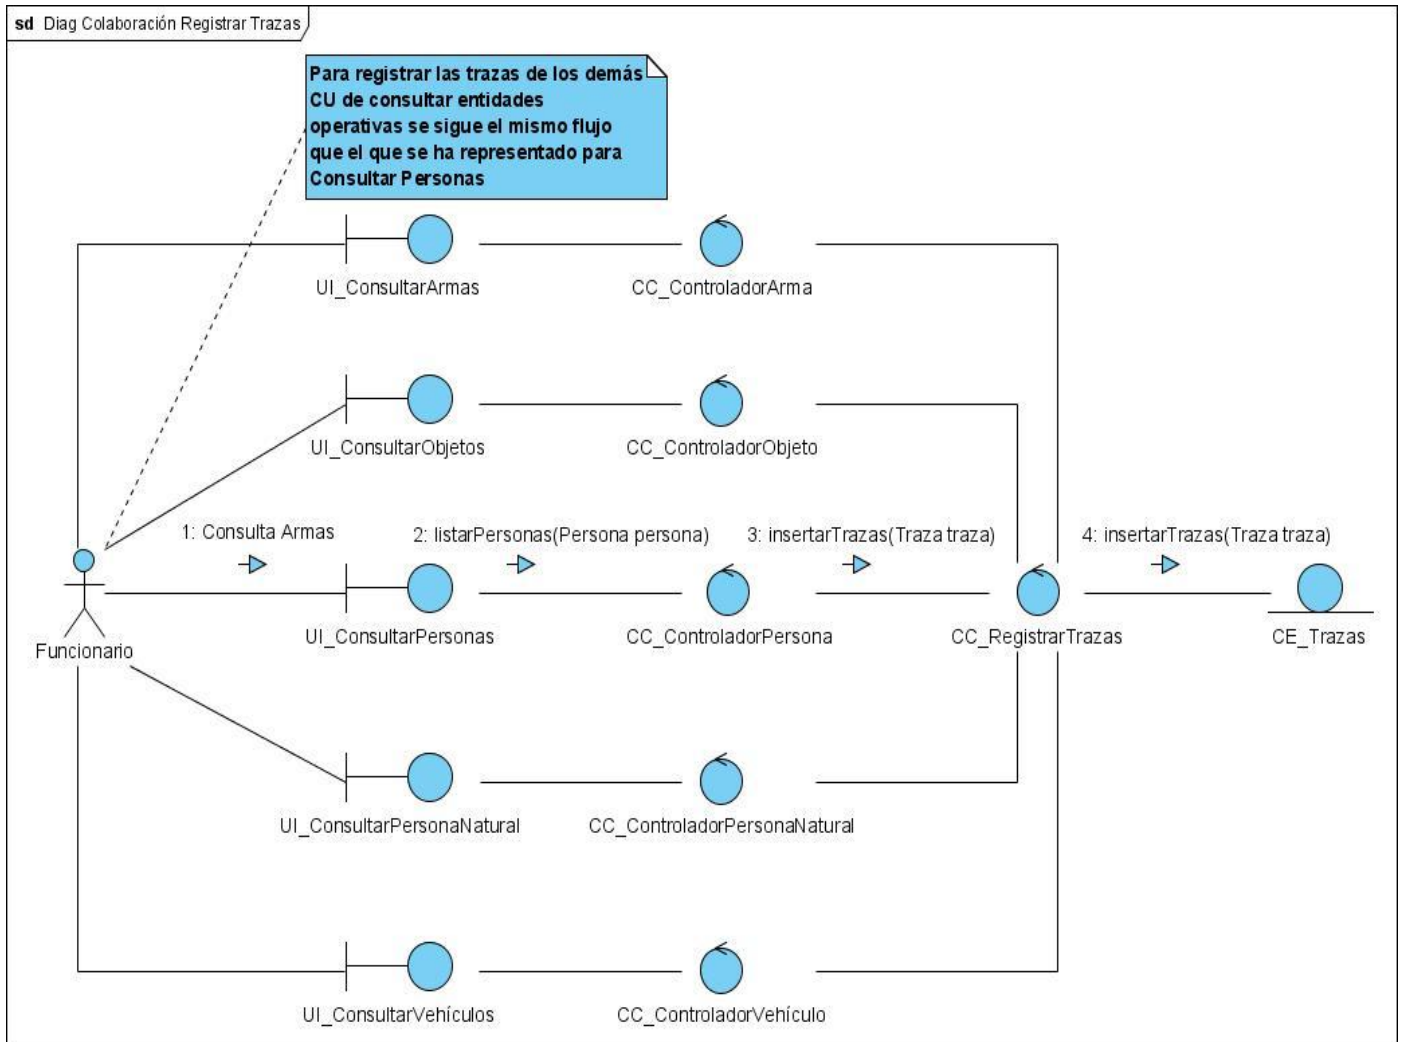 sd Diag Colaboración Registrar Trazas
Para registrar las trazas de los demás
CU de consultar entidades
operativas se sigue el mismo flujo
que el que se ha representado para
Consultar Personas
UI_ConsultarArmas
CC_ControladorArma
UI_ConsultarObjetos
CC_ControladorObjeto
1: Consulta Armas
2: listarPersonas(Persona persona)
3: insertarTrazas(Traza traza)
4: insertarTrazas(Traza traza)
Funcionario
UI_ConsultarPersonas
CC_ControladorPersona
CC_RegistrarTrazas
CE_Trazas
UI_ConsultarPersonaNatural
CC_ControladorPersonaNatural
UI_ConsultarVehículos
CC_ControladorVehículo